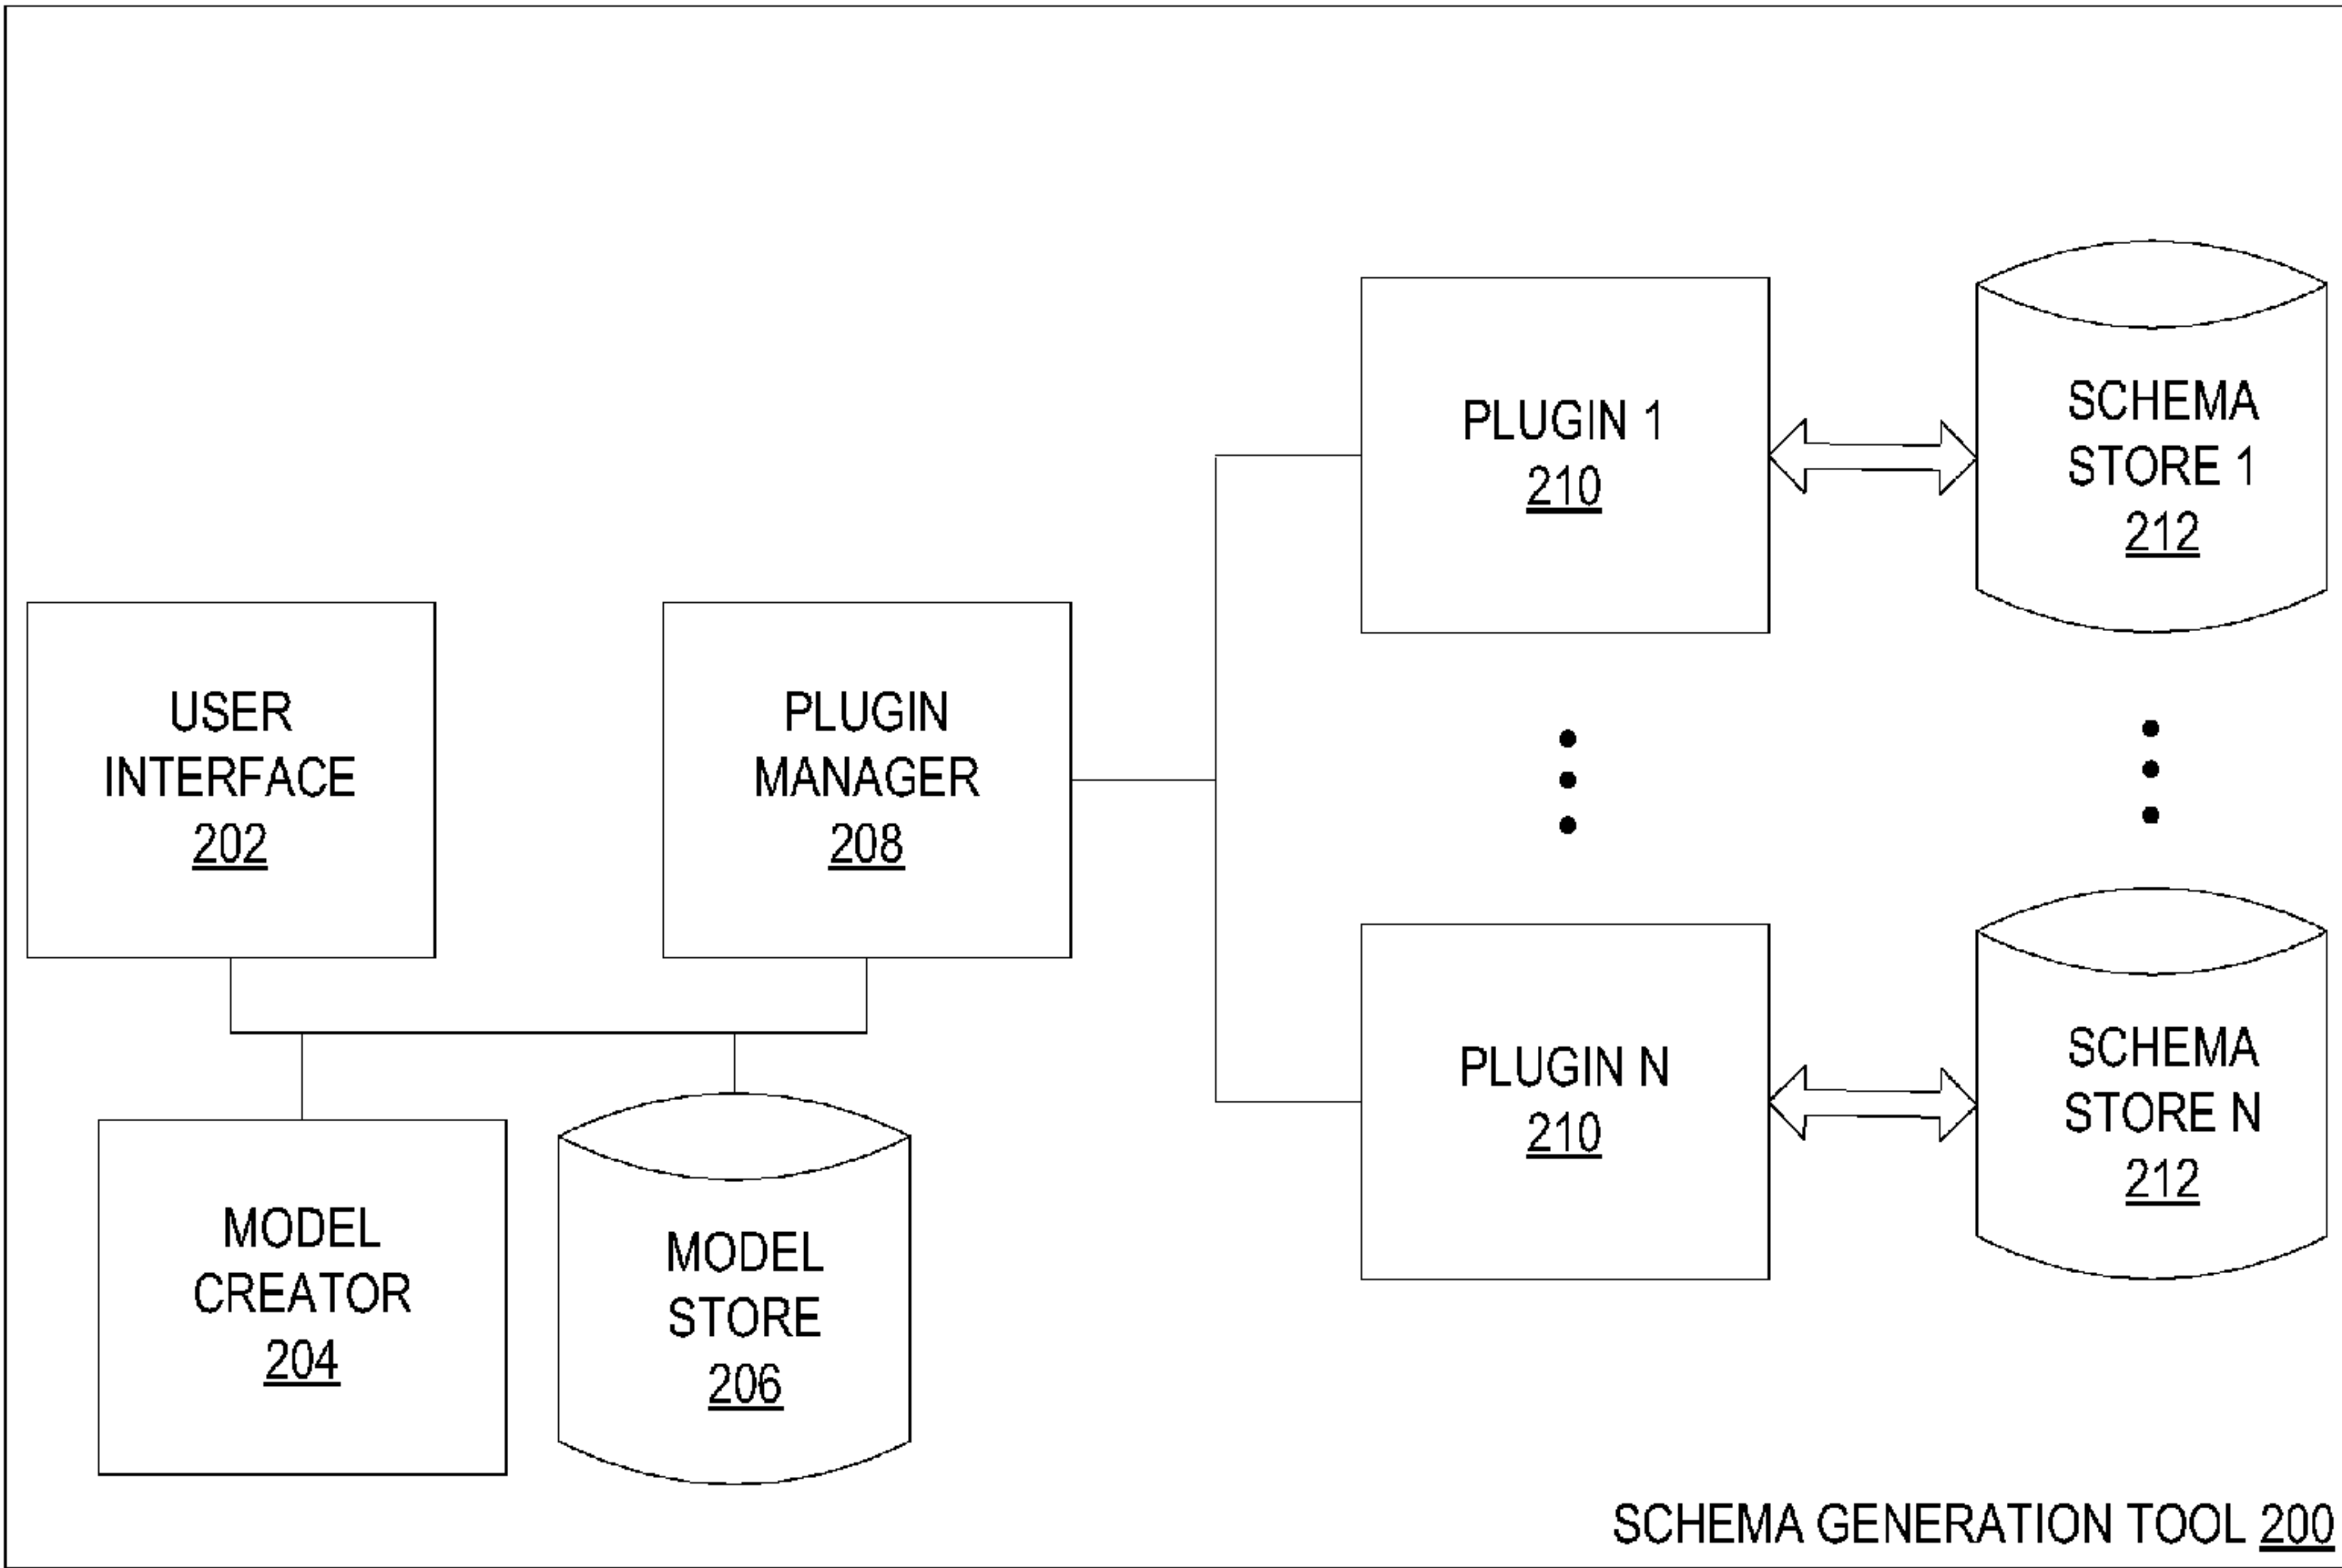 PLUGIN 1
210
SCHEMA
STORE 1
212
USER
INTERFACE
202
PLUGIN
MANAGER
208
PLUGIN N
210
SCHEMA
STORE N
212
MODEL
CREATOR
204
MODEL
STORE
206
SCHEMA GENERATION TOOL 200